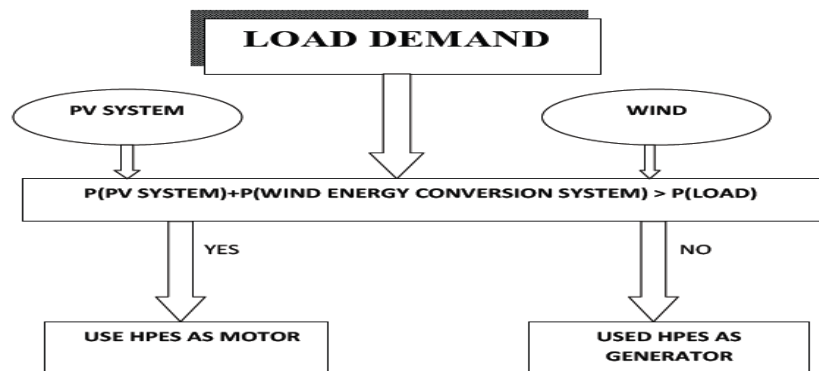 LOAD DEMAND
PV SYSTEM
WIND
P(PV SYSTEM)+P(WIND ENERGY CONVERSION SYSTEM) > P(LOAD)
YES
NO
USE HPES AS MOTOR
USED HPES AS
GENERATOR